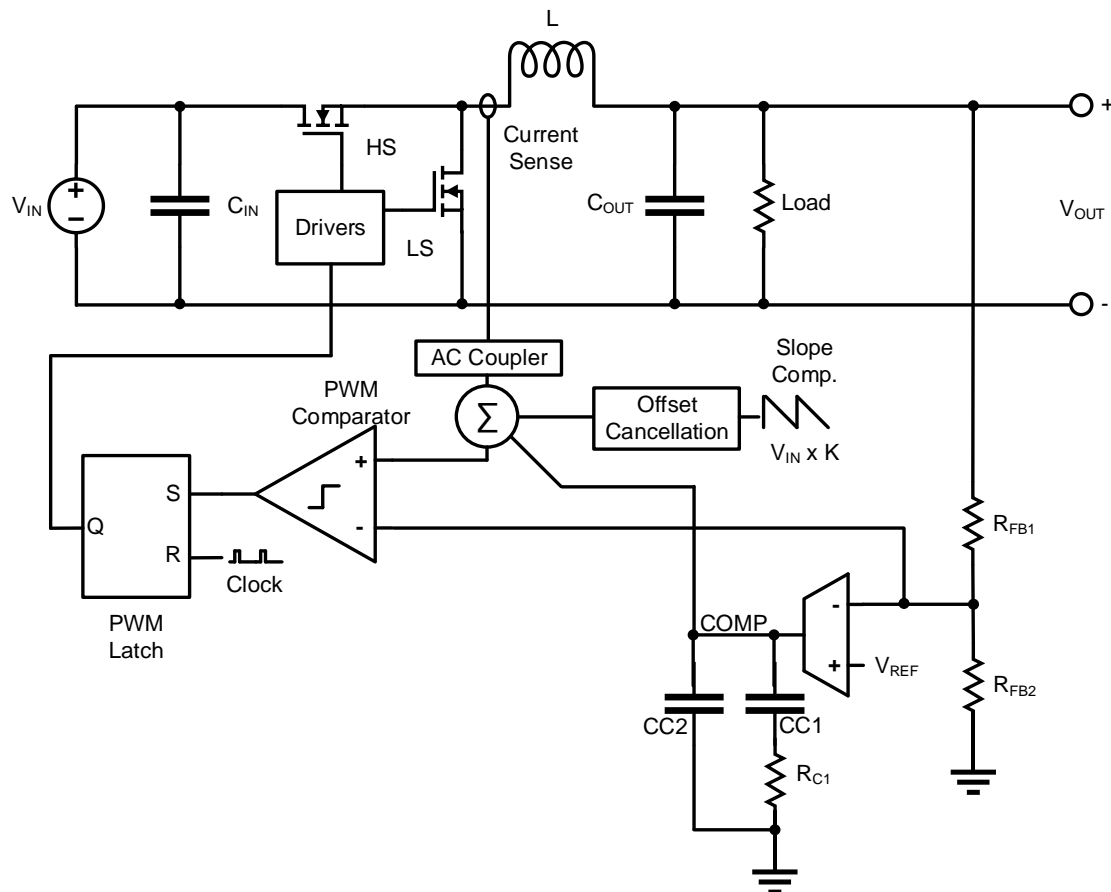 L
+
HS
Current
Sense
V_IN
+
−
C_IN
Drivers
LS
C_OUT
Load
V_OUT
-
AC Coupler
Slope
Comp.
PWM
Comparator
Σ
Offset
Cancellation
V_IN x K
+
S
-
Q
R
Clock
R_FB1
PWM
Latch
COMP
-
+
V_REF
R_FB2
CC2
CC1
R_C1